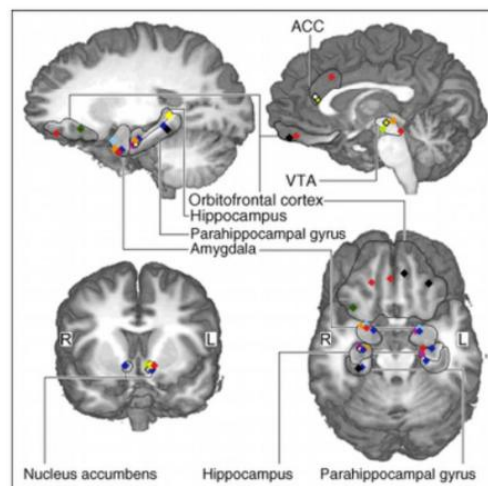 ACC
VTA
Orbitofrontal cortex
Hippocampus
Parahippocampal gyrus
Amygdala
R
L
R
L
Nucleus accumbens
Hippocampus
Parahippocampal gyrus